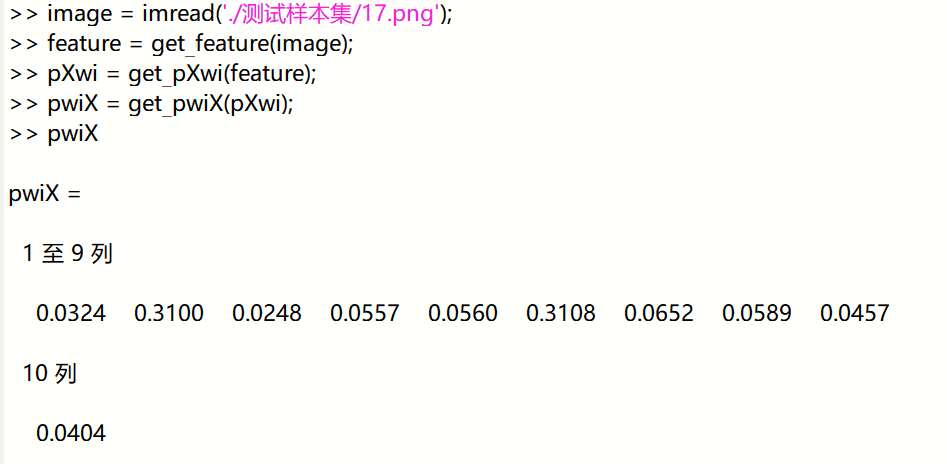 >> image = imread('./测试样本集/17.png');
>> feature = get_feature(image);
>> pXwi = get_pXwi(feature);
>> pwiX = get_pwiX(pXwi);
>> pwiX
pwiX =
1 至 9 列
0.0324 0.3100 0.0248 0.0557 0.0560 0.3108 0.0652 0.0589 0.0457
10 列
0.0404